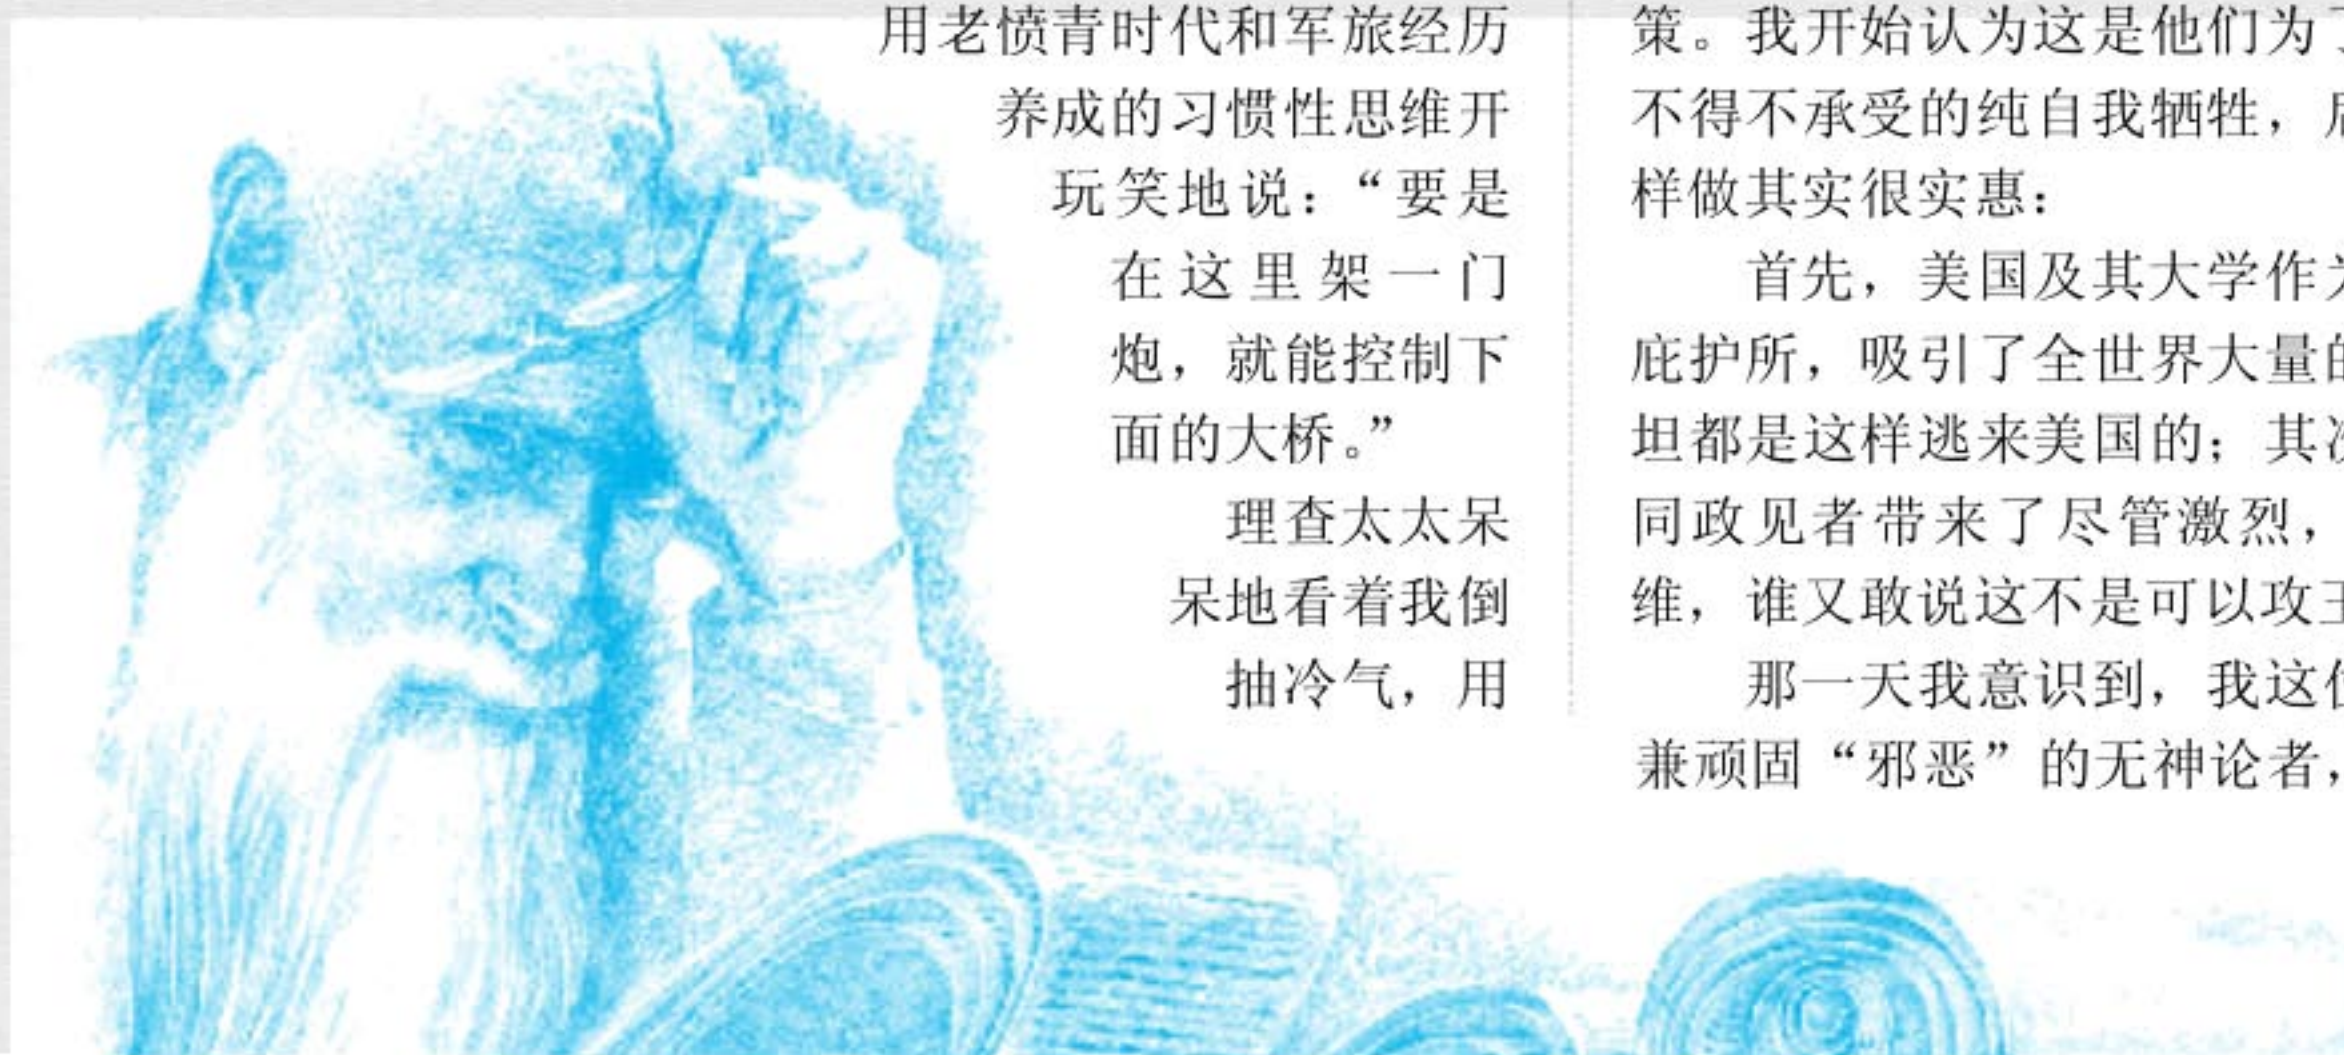 用老愤青时代和军旅经历
养成的习惯性思维开
玩笑地说：“要是
在这里架一门
炮，就能控制下
面的大桥。”
理查太太呆
呆地看着我倒
抽冷气，用
策。我开始认为这是他们为了
不得不承受的纯自我牺牲，
样做其实很实惠：
首先，美国及其大学作为
庇护所，吸引了全世界大量的
坦都是这样逃来美国的；其次
同政见者带来了尽管激烈，
维，谁又敢说这不是可以攻玉
那一天我意识到，我这位
兼顽固“邪恶”的无神论者，